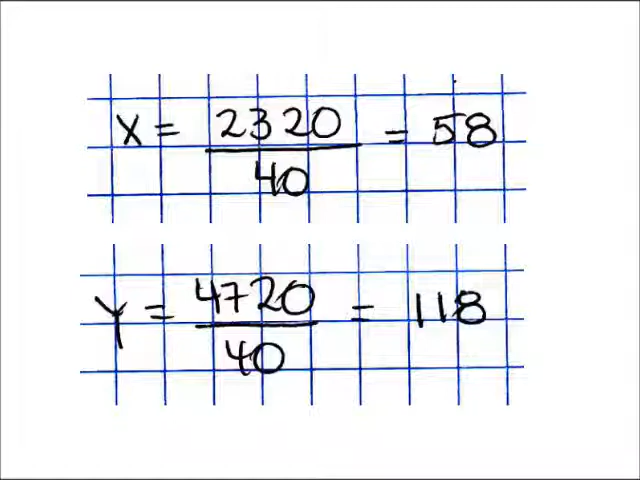 X = 2320 / 40 = 58
Y = 4720 / 40 = 118